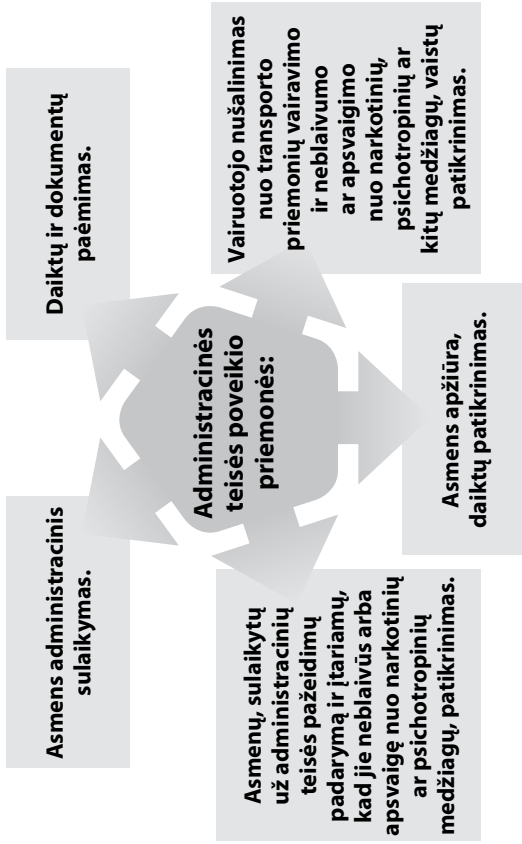 Asmens administracinis
sulaikymas.
Daiktų ir dokumentų
paėmimas.
Administracinės
teisės poveikio
priemonės:
Asmenų, sulaikytų
už administracinių
teisės pažeidimų
padarymą ir įtariamų,
kad jie neblaivūs arba
apsvaigę nuo narkotinių
ar psichotropinių
medžiagų, patikrinimas.
Asmens apžiūra,
daiktų patikrinimas.
Vairuotojo nušalinimas
nuo transporto
priemonių vairavimo
ir neblaivumo
ar apsvaigimo
nuo narkotinių,
psichotropinių ar
kitų medžiagų, vaistų
patikrinimas.